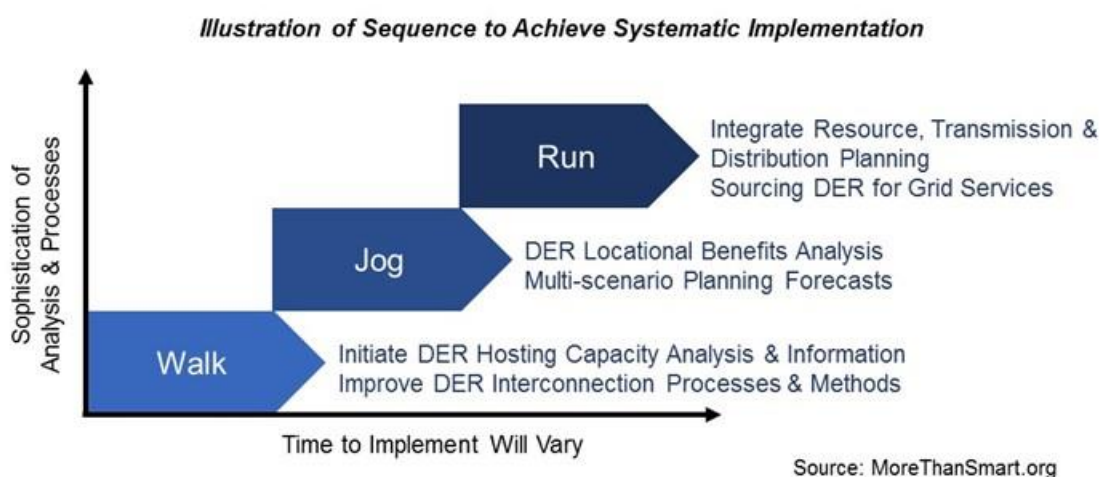 Illustration of Sequence to Achieve Systematic Implementation
Sophistication of
Analysis & Processes
Run
Integrate Resource, Transmission &
Distribution Planning
Sourcing DER for Grid Services
Jog
DER Locational Benefits Analysis
Multi-scenario Planning Forecasts
Walk
Initiate DER Hosting Capacity Analysis & Information
Improve DER Interconnection Processes & Methods
Time to Implement Will Vary
Source: MoreThanSmart.org